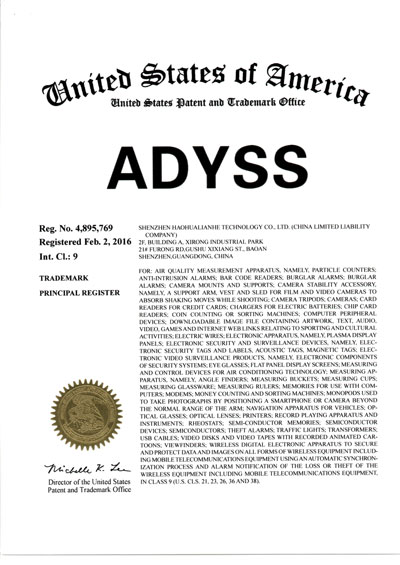 United States of America
United States Patent and Trademark Office
ADYSS
Reg. No. 4,895,769
Registered Feb. 2, 2016
Int. Cl.: 9
TRADEMARK
PRINCIPAL REGISTER
SHENZHEN HAOHUALIANHE TECHNOLOGY CO., LTD. (CHINA LIMITED LIABILITY
COMPANY)
2F, BUILDING A, XIRONG INDUSTRIAL PARK
21# FURONG RD,GUSHU XIXIANG ST., BAOAN
SHENZHEN,GUANGDONG, CHINA
FOR: AIR QUALITY MEASUREMENT APPARATUS, NAMELY, PARTICLE COUNTERS;
ANTI-INTRUSION ALARMS; BAR CODE READERS; BURGLAR ALARMS; BURGLAR
ALARMS; CAMERA MOUNTS AND SUPPORTS; CAMERA STABILITY ACCESSORY,
NAMELY, A SUPPORT ARM, VEST AND SLED FOR FILM AND VIDEO CAMERAS TO
ABSORB SHAKING MOVES WHILE SHOOTING; CAMERA TRIPODS; CAMERAS; CARD
READERS FOR CREDIT CARDS; CHARGERS FOR ELECTRIC BATTERIES; CHIP CARD
READERS; COIN COUNTING OR SORTING MACHINES; COMPUTER PERIPHERAL
DEVICES; DOWNLOADABLE IMAGE FILE CONTAINING ARTWORK, TEXT, AUDIO,
VIDEO, GAMES AND INTERNET WEB LINKS RELATING TO SPORTING AND CULTURAL
ACTIVITIES; ELECTRIC WIRES; ELECTRONIC APPARATUS, NAMELY, PLASMA DISPLAY
PANELS; ELECTRONIC SECURITY AND SURVEILLANCE DEVICES, NAMELY, ELEC-
TRONIC SECURITY TAGS AND LABELS, ACOUSTIC TAGS, MAGNETIC TAGS; ELEC-
TRONIC VIDEO SURVEILLANCE PRODUCTS, NAMELY, ELECTRONIC COMPONENTS
OF SECURITY SYSTEMS; EYE GLASSES; FLAT PANEL DISPLAY SCREENS; MEASURING
AND CONTROL DEVICES FOR AIR CONDITIONING TECHNOLOGY; MEASURING AP-
PARATUS, NAMELY, ANGLE FINDERS; MEASURING BUCKETS; MEASURING CUPS;
MEASURING GLASSWARE; MEASURING RULERS; MEMORIES FOR USE WITH COM-
PUTERS; MODEMS; MONEY COUNTING AND SORTING MACHINES; MONOPODS USED
TO TAKE PHOTOGRAPHS BY POSITIONING A SMARTPHONE OR CAMERA BEYOND
THE NORMAL RANGE OF THE ARM; NAVIGATION APPARATUS FOR VEHICLES; OP-
TICAL GLASSES; OPTICAL LENSES; PRINTERS; RECORD PLAYING APPARATUS AND
INSTRUMENTS; RHEOSTATS; SEMI-CONDUCTOR MEMORIES; SEMICONDUCTOR
DEVICES; SEMICONDUCTORS; THEFT ALARMS; TRAFFIC LIGHTS; TRANSFORMERS;
USB CABLES; VIDEO DISKS AND VIDEO TAPES WITH RECORDED ANIMATED CAR-
TOONS; VIEWFINDERS; WIRELESS DIGITAL ELECTRONIC APPARATUS TO SECURE
AND PROTECT DATA AND IMAGES ON ALL FORMS OF WIRELESS EQUIPMENT INCLUD-
ING MOBILE TELECOMMUNICATIONS EQUIPMENT USING AN AUTOMATIC SYNCHRON-
IZATION PROCESS AND ALARM NOTIFICATION OF THE LOSS OR THEFT OF THE
WIRELESS EQUIPMENT INCLUDING MOBILE TELECOMMUNICATIONS EQUIPMENT,
IN CLASS 9 (U.S. CLS. 21, 23, 26, 36 AND 38).
Michelle K. Lee
Director of the United States
Patent and Trademark Office